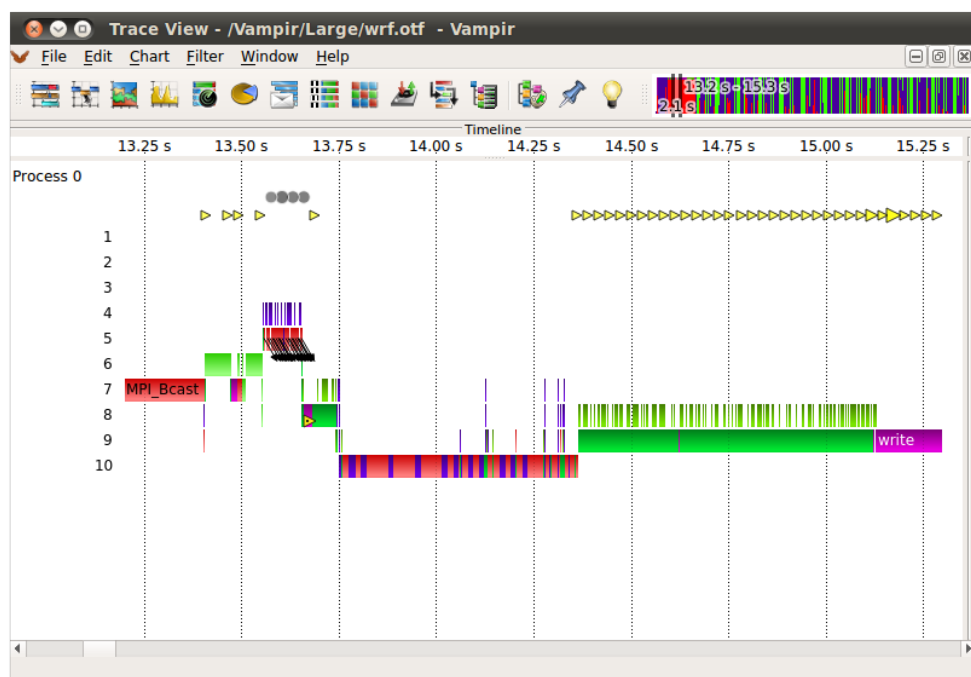 Trace View - /Vampir/Large/wrf.otf - Vampir
File Edit Chart Filter Window Help
13.2 s - 15.3 s
2.1 s
Timeline
13.25 s 13.50 s 13.75 s 14.00 s 14.25 s 14.50 s 14.75 s 15.00 s 15.25 s
Process 0
1
2
3
4
5
6
7 MPI_Bcast
8
9 write
10